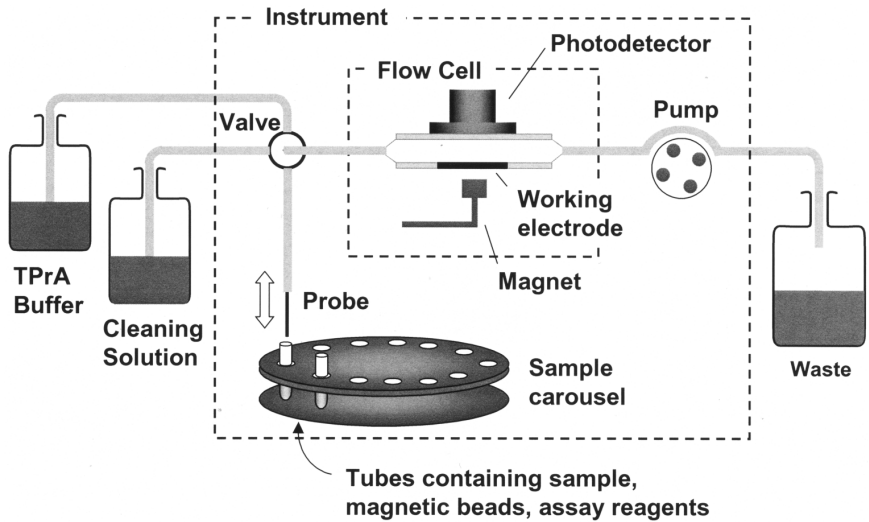 Instrument
Photodetector
Flow Cell
Pump
Valve
Working
electrode
Magnet
TPrA
Buffer
Probe
Cleaning
Solution
Sample
carousel
Waste
Tubes containing sample,
magnetic beads, assay reagents